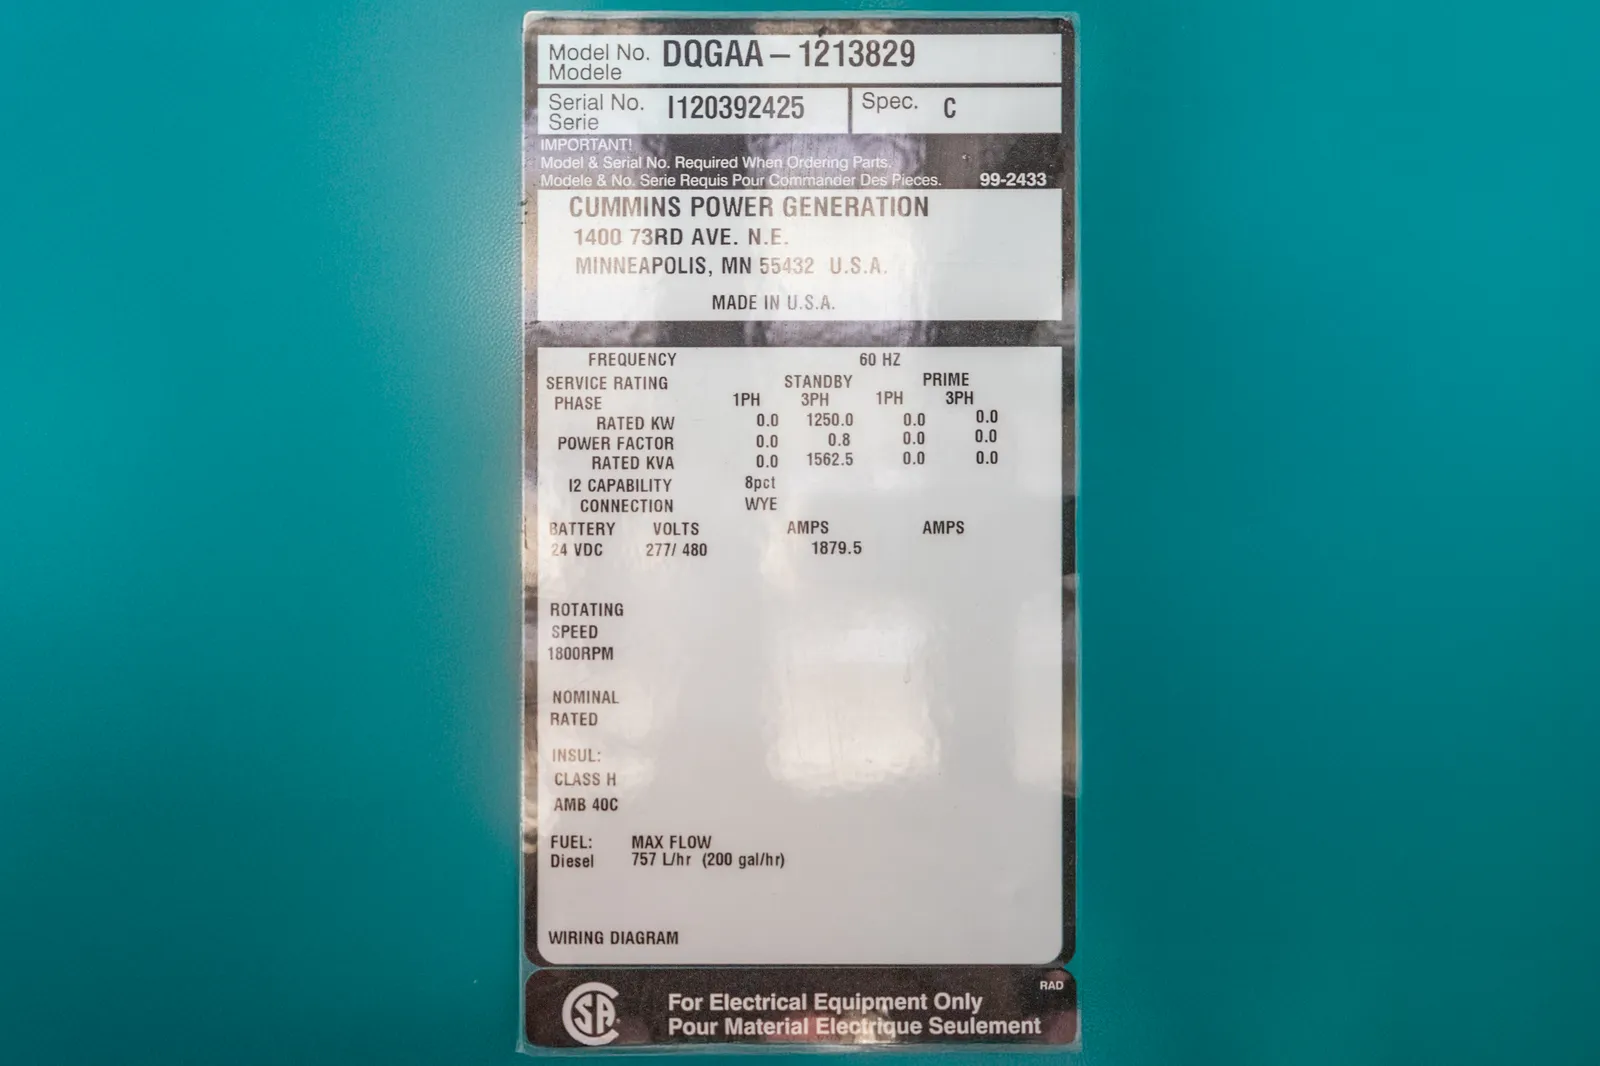 Model No. DQGAA – 1213829
Modele
Serial No. I120392425 Spec. C
Serie
IMPORTANT!
Model & Serial No. Required When Ordering Parts.
Modele & No. Serie Requis Pour Commander Des Pieces. 99-2433
CUMMINS POWER GENERATION
1400 73RD AVE. N.E.
MINNEAPOLIS, MN 55432 U.S.A.
MADE IN U.S.A.
FREQUENCY 60 HZ
SERVICE RATING STANDBY PRIME
PHASE 1PH 3PH 1PH 3PH
RATED KW 0.0 1250.0 0.0 0.0
POWER FACTOR 0.0 0.8 0.0 0.0
RATED KVA 0.0 1562.5 0.0 0.0
I2 CAPABILITY 8pct
CONNECTION WYE
BATTERY VOLTS AMPS AMPS
24 VDC 277/ 480 1879.5
ROTATING
SPEED
1800RPM
NOMINAL
RATED
INSUL:
CLASS H
AMB 40C
FUEL: MAX FLOW
Diesel 757 L/hr (200 gal/hr)
WIRING DIAGRAM
RAD
CSA For Electrical Equipment Only
Pour Material Electrique Seulement